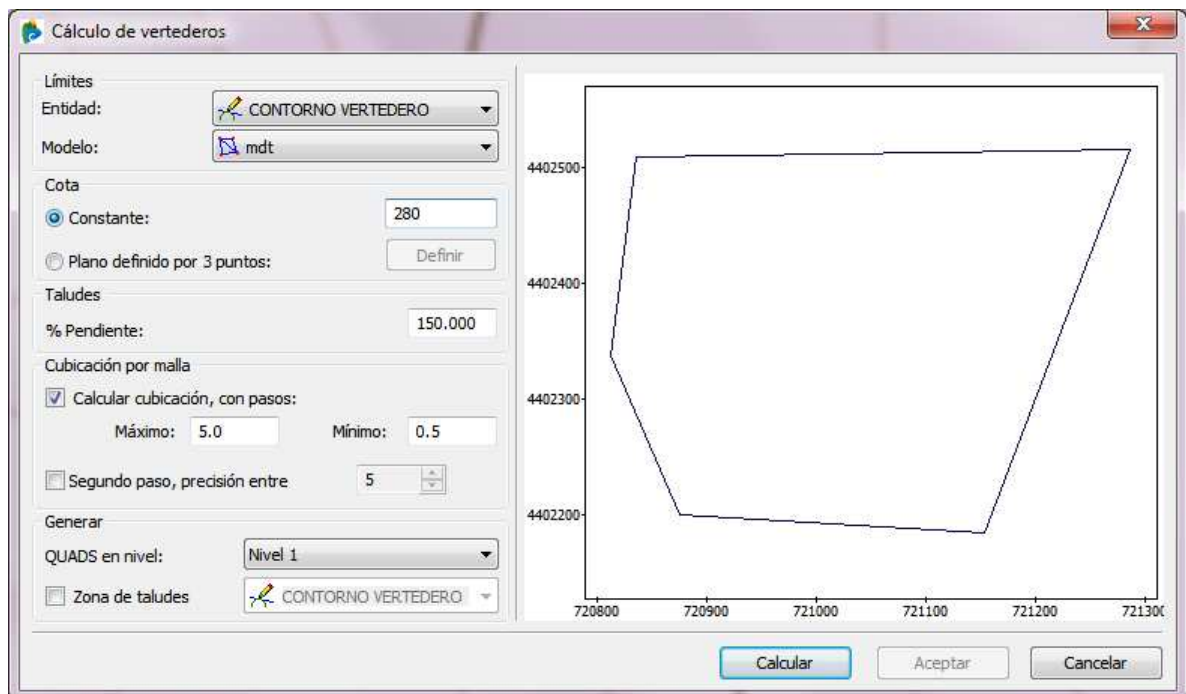 Cálculo de vertederos
Límites
Entidad: CONTORNO VERTEDERO
Modelo: mdt
Cota
Constante: 280
Plano definido por 3 puntos: Definir
Taludes
% Pendiente: 150.000
Cubicación por malla
Calcular cubicación, con pasos:
Máximo: 5.0 Mínimo: 0.5
Segundo paso, precisión entre 5
Generar
QUADS en nivel: Nivel 1
Zona de taludes CONTORNO VERTEDERO
4402500
4402400
4402300
4402200
720800 720900 721000 721100 721200 721300
Calcular Aceptar Cancelar